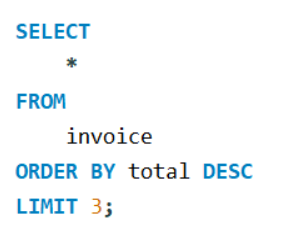 SELECT
    *
FROM
    invoice
ORDER BY total DESC
LIMIT 3;